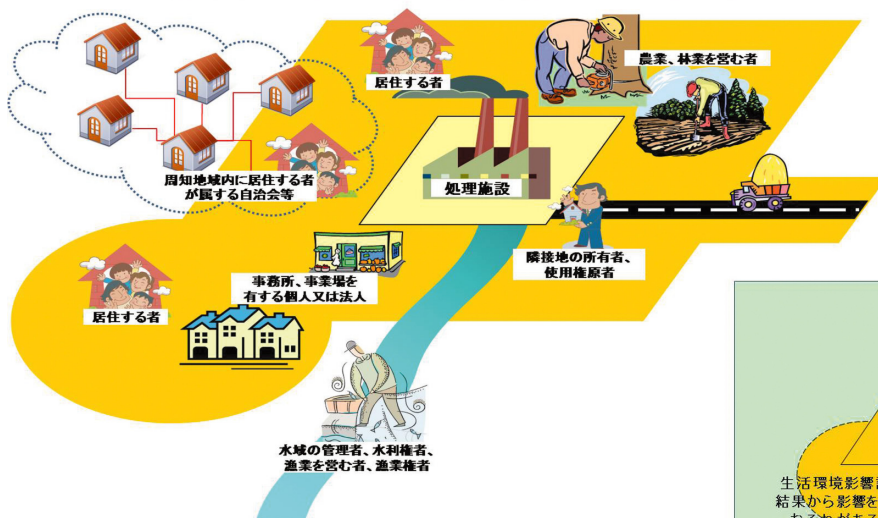 居住する者
農業、林業を営む者
周知地域内に居住する者
が属する自治会等
処理施設
隣接地の所有者、
使用権原者
事務所、事業場を
有する個人又は法人
居住する者
水域の管理者、水利権者、
漁業を営む者、漁業権者
生活環境影響
結果から影響を